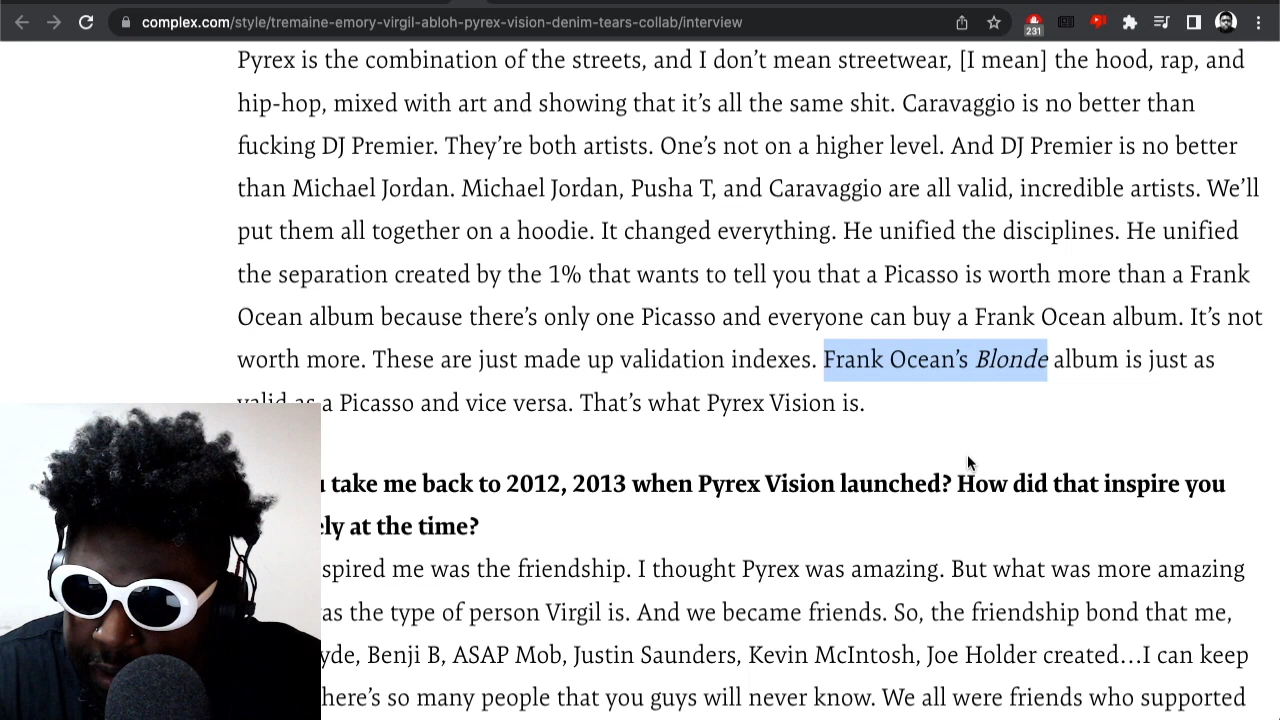 complex.com/style/tremaine-emory-virgil-abloh-pyrex-vision-denim-tears-collab/interview
231
Pyrex is the combination of the streets, and I don’t mean streetwear, [I mean] the hood, rap, and
hip-hop, mixed with art and showing that it’s all the same shit. Caravaggio is no better than
fucking DJ Premier. They’re both artists. One’s not on a higher level. And DJ Premier is no better
than Michael Jordan. Michael Jordan, Pusha T, and Caravaggio are all valid, incredible artists. We’ll
put them all together on a hoodie. It changed everything. He unified the disciplines. He unified
the separation created by the 1% that wants to tell you that a Picasso is worth more than a Frank
Ocean album because there’s only one Picasso and everyone can buy a Frank Ocean album. It’s not
worth more. These are just made up validation indexes. Frank Ocean’s Blonde album is just as
valid as a Picasso and vice versa. That’s what Pyrex Vision is.
take me back to 2012, 2013 when Pyrex Vision launched? How did that inspire you
ely at the time?
spired me was the friendship. I thought Pyrex was amazing. But what was more amazing
as the type of person Virgil is. And we became friends. So, the friendship bond that me,
yde, Benji B, ASAP Mob, Justin Saunders, Kevin McIntosh, Joe Holder created…I can keep
here’s so many people that you guys will never know. We all were friends who supported